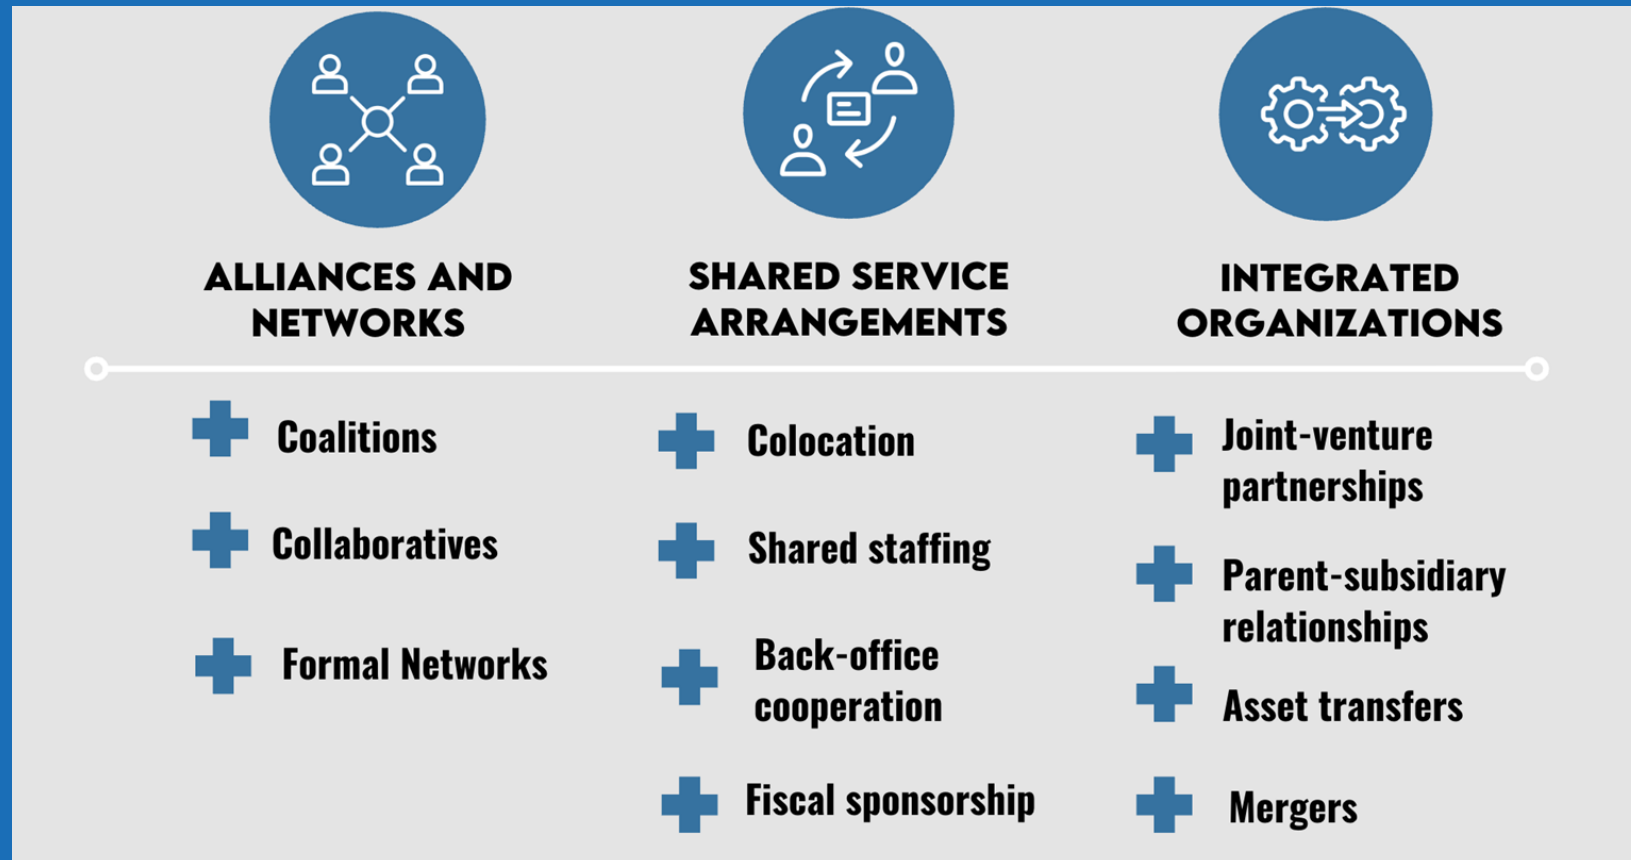 ALLIANCES AND
NETWORKS
Coalitions
Collaboratives
Formal Networks
SHARED SERVICE
ARRANGEMENTS
Colocation
Shared staffing
Back-office
cooperation
Fiscal sponsorship
INTEGRATED
ORGANIZATIONS
Joint-venture
partnerships
Parent-subsidiary
relationships
Asset transfers
Mergers